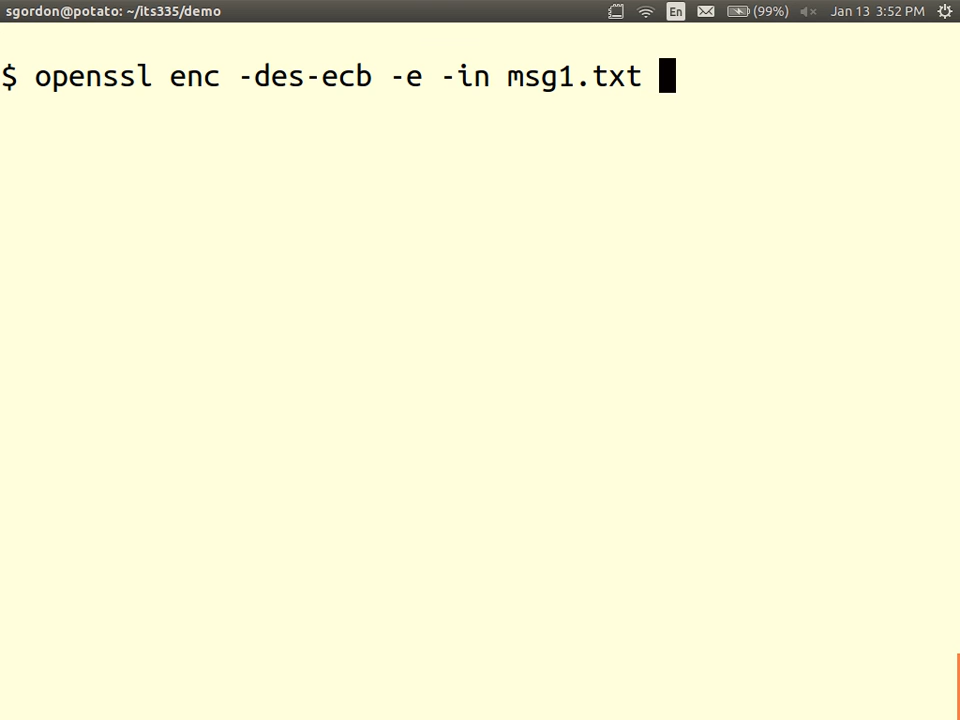 sgordon@potato: ~/its335/demo En (99%) Jan 13 3:52 PM
$ openssl enc -des-ecb -e -in msg1.txt